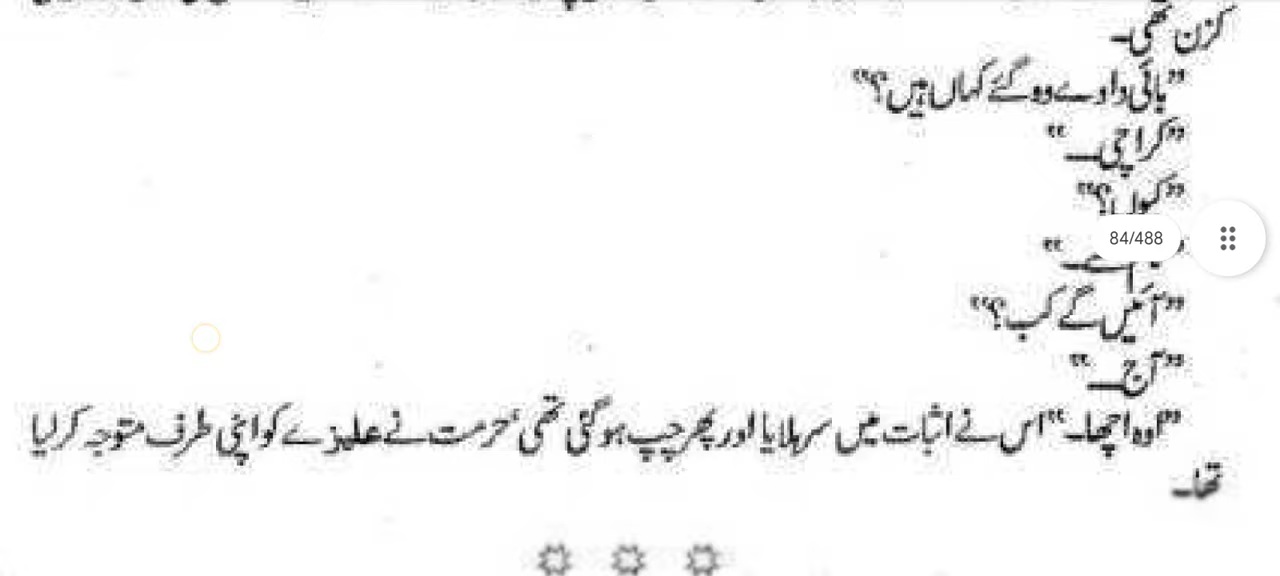 کزن تھی۔
”بائی داوے وہ گئے کہاں ہیں؟“
”کراچی۔“
”کیوں؟“
84/488
”آئیں گے کب؟“
”آج۔“
”اوہ اچھا۔“ اس نے اثبات میں سر ہلایا اور پھر چپ ہو گئی تھی‘ حرمت نے علیزے کو اپنی طرف متوجہ کر لیا
تھا۔